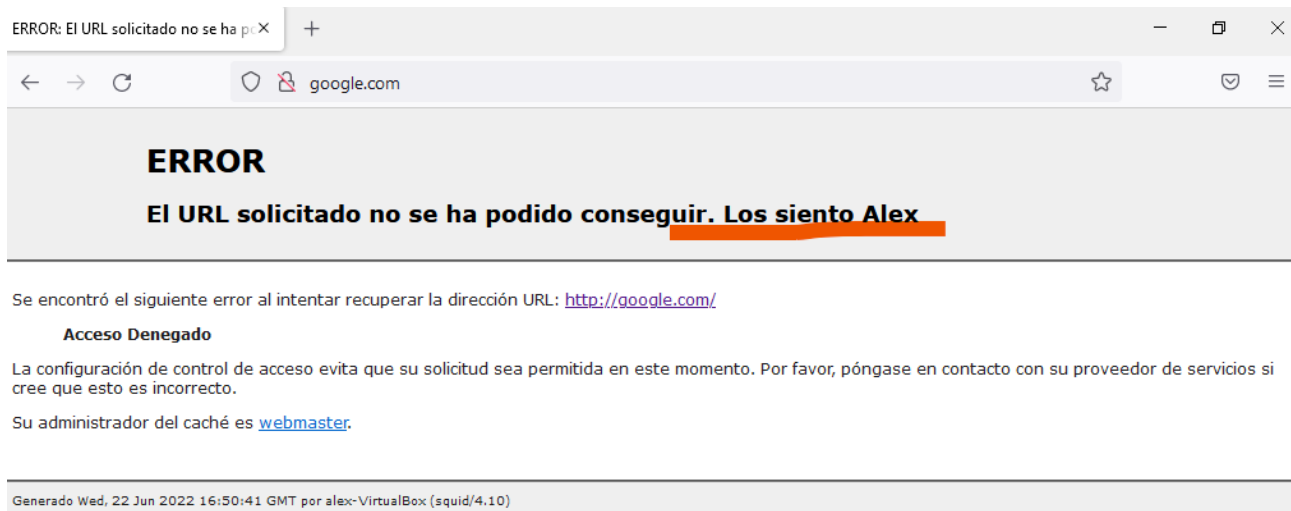 ERROR: El URL solicitado no se ha po
google.com
ERROR
El URL solicitado no se ha podido conseguir. Los siento Alex
Se encontró el siguiente error al intentar recuperar la dirección URL: http://google.com/
Acceso Denegado
La configuración de control de acceso evita que su solicitud sea permitida en este momento. Por favor, póngase en contacto con su proveedor de servicios si
cree que esto es incorrecto.
Su administrador del caché es webmaster.
Generado Wed, 22 Jun 2022 16:50:41 GMT por alex-VirtualBox (squid/4.10)